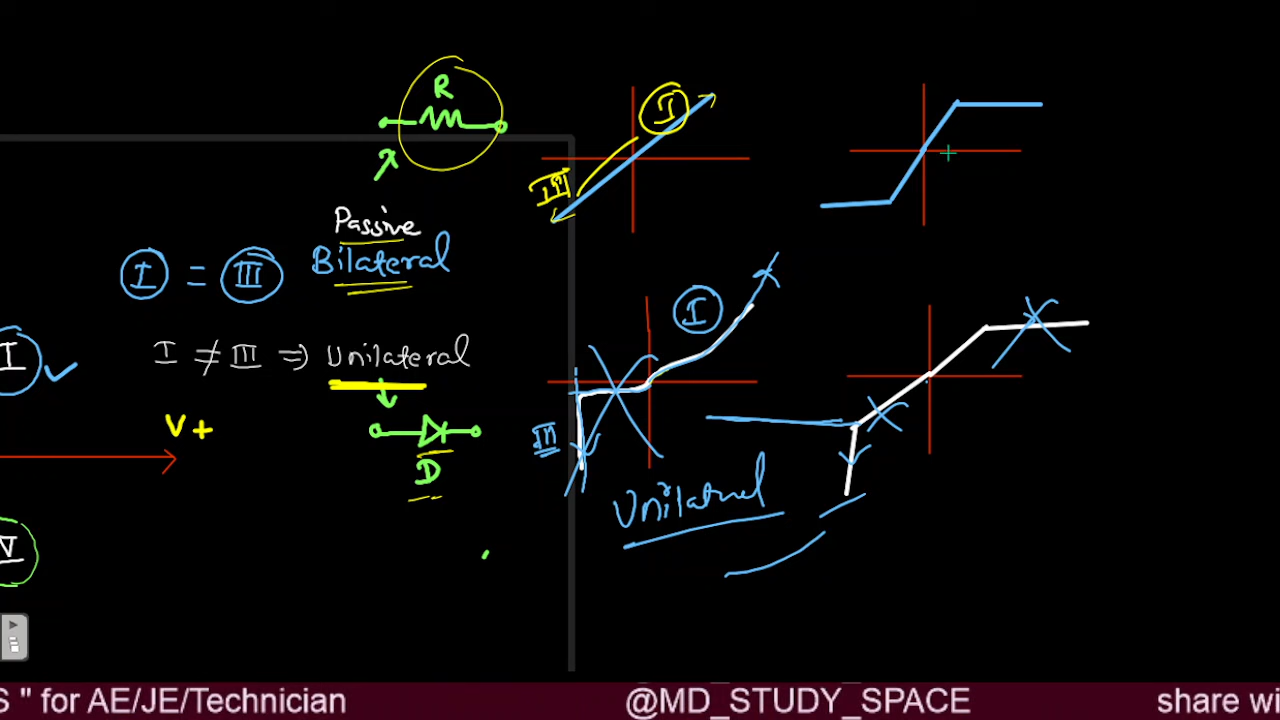 R
I
III
Passive
Bilateral
I = III
I
I
I ≠ III ⇒ Unilateral
V +
III
D
Unilateral
V
S " for AE/JE/Technician
@MD_STUDY_SPACE
share wi